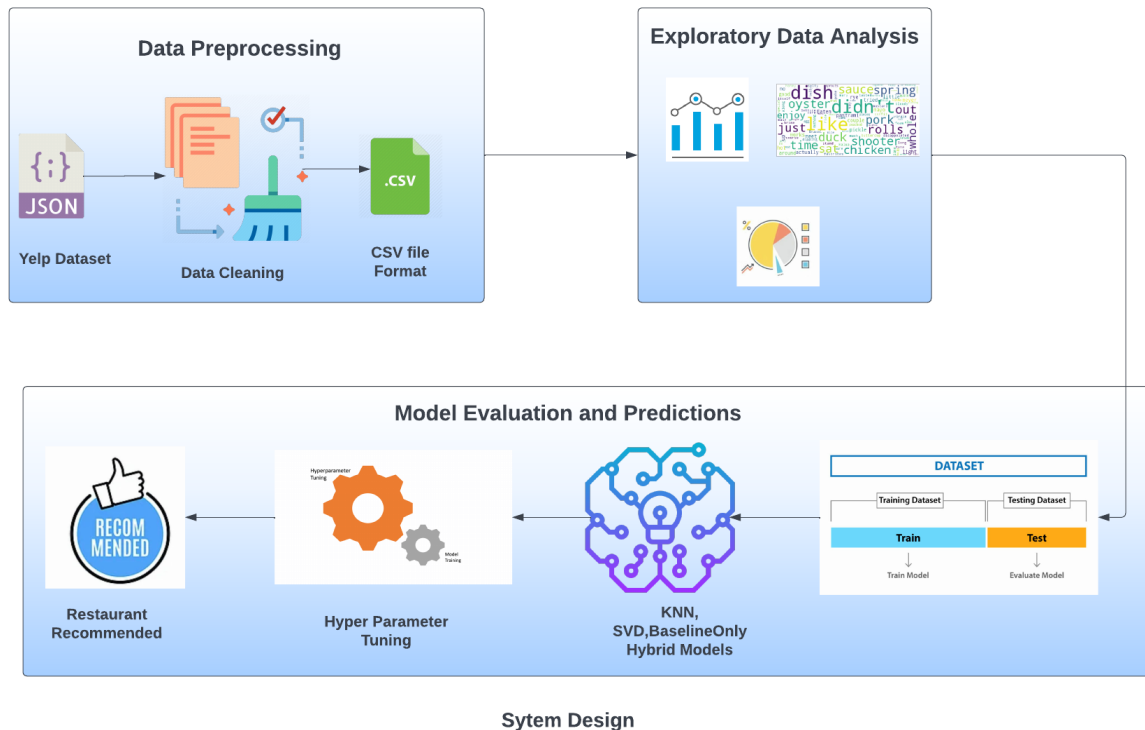 Data Preprocessing
{;}
JSON
Yelp Dataset
Data Cleaning
.CSV
CSV file
Format
Exploratory Data Analysis
dish
sauce
spring
oyster
didn't
out
enjoy
pork
whole
just
like
rolls
duck
shooter
time
sat
chicken
%
Model Evaluation and Predictions
RECOM
MENDED
Restaurant
Recommended
Hyperparameter
Tuning
Model
Training
Hyper Parameter
Tuning
KNN,
SVD,BaselineOnly
Hybrid Models
DATASET
Training Dataset
Testing Dataset
Train
Test
Train Model
Evaluate Model
Sytem Design